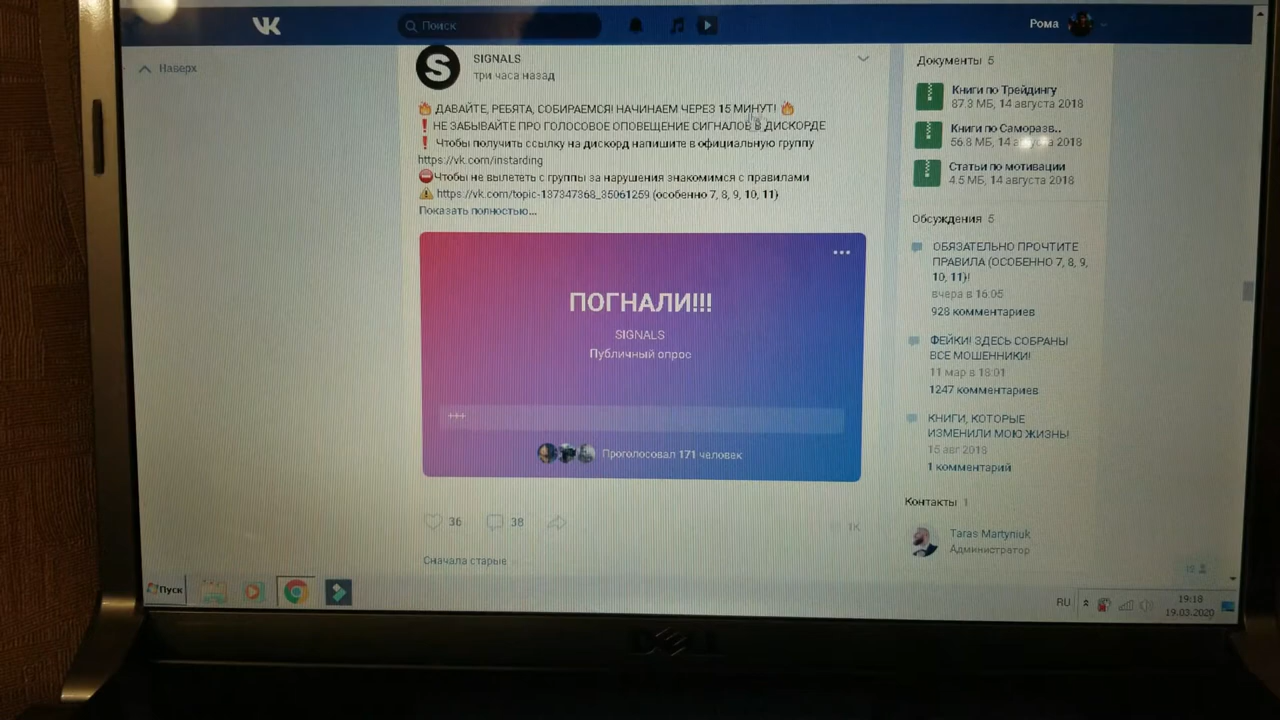 VK
Поиск
Рома
Наверх
SIGNALS
три часа назад
🔥 ДАВАЙТЕ, РЕБЯТА, СОБИРАЕМСЯ! НАЧИНАЕМ ЧЕРЕЗ 15 МИНУТ! 🔥
❗ НЕ ЗАБЫВАЙТЕ ПРО ГОЛОСОВОЕ ОПОВЕЩЕНИЕ СИГНАЛОВ В ДИСКОРДЕ
❗ Чтобы получить ссылку на дискорд напишите в официальную группу
https://vk.com/instarding
⛔Чтобы не вылететь с группы за нарушения знакомимся с правилами
⚠ https://vk.com/topic-137347368_35061259 (особенно 7, 8, 9, 10, 11)
Показать полностью...
ПОГНАЛИ!!!
SIGNALS
Публичный опрос
+++
Проголосовал 171 человек
36
38
1K
Сначала старые
Документы 5
Книги по Трейдингу
87.3 МБ, 14 августа 2018
Книги по Саморазв..
56.8 МБ, 14 августа 2018
Статьи по мотивации
4.5 МБ, 14 августа 2018
Обсуждения 5
ОБЯЗАТЕЛЬНО ПРОЧТИТЕ
ПРАВИЛА (ОСОБЕННО 7, 8, 9,
10, 11)!
вчера в 16:05
928 комментариев
ФЕЙКИ! ЗДЕСЬ СОБРАНЫ
ВСЕ МОШЕННИКИ!
11 мар в 18:01
1247 комментариев
КНИГИ, КОТОРЫЕ
ИЗМЕНИЛИ МОЮ ЖИЗНЬ!
15 авг 2018
1 комментарий
Контакты 1
Taras Martyniuk
Администратор
15
Пуск
RU
19:18
19.03.2020
DELL